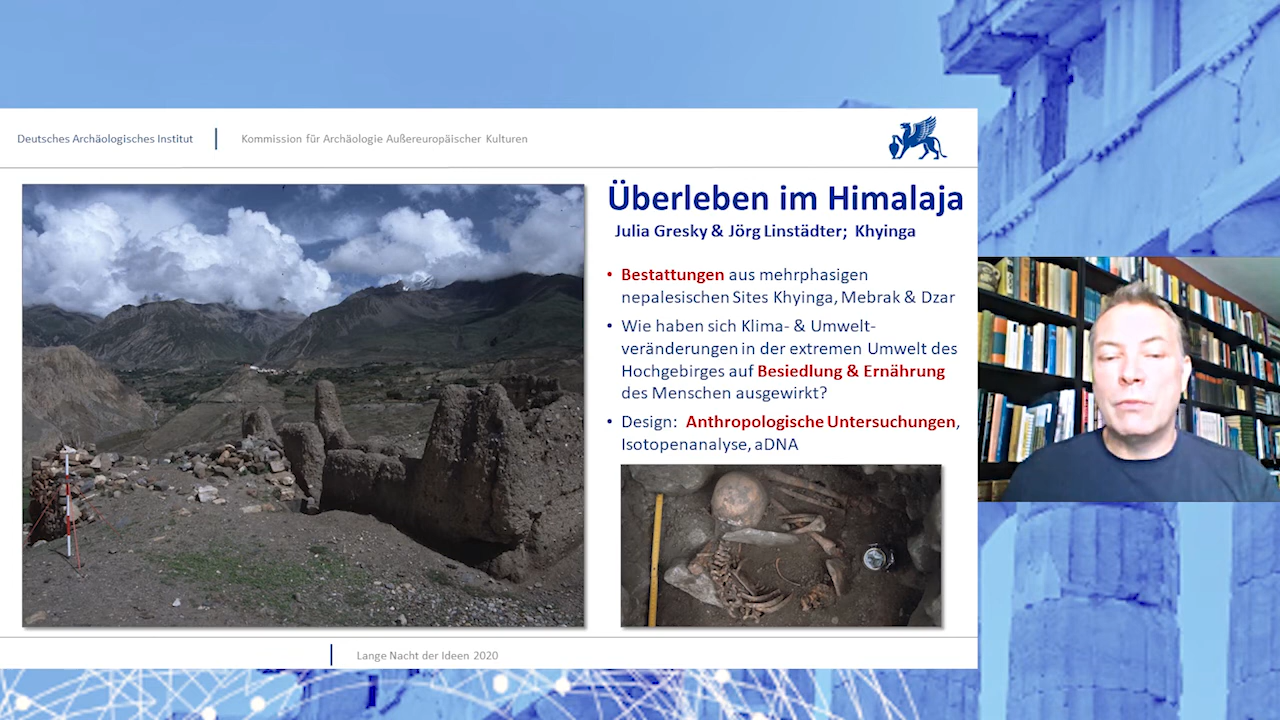 Deutsches Archäologisches Institut
Kommission für Archäologie Außereuropäischer Kulturen
Überleben im Himalaja
Julia Gresky & Jörg Linstädter; Khyinga
• Bestattungen aus mehrphasigen
nepalesischen Sites Khyinga, Mebrak & Dzar
• Wie haben sich Klima- & Umwelt-
veränderungen in der extremen Umwelt des
Hochgebirges auf Besiedlung & Ernährung
des Menschen ausgewirkt?
• Design: Anthropologische Untersuchungen,
Isotopenanalyse, aDNA
Lange Nacht der Ideen 2020